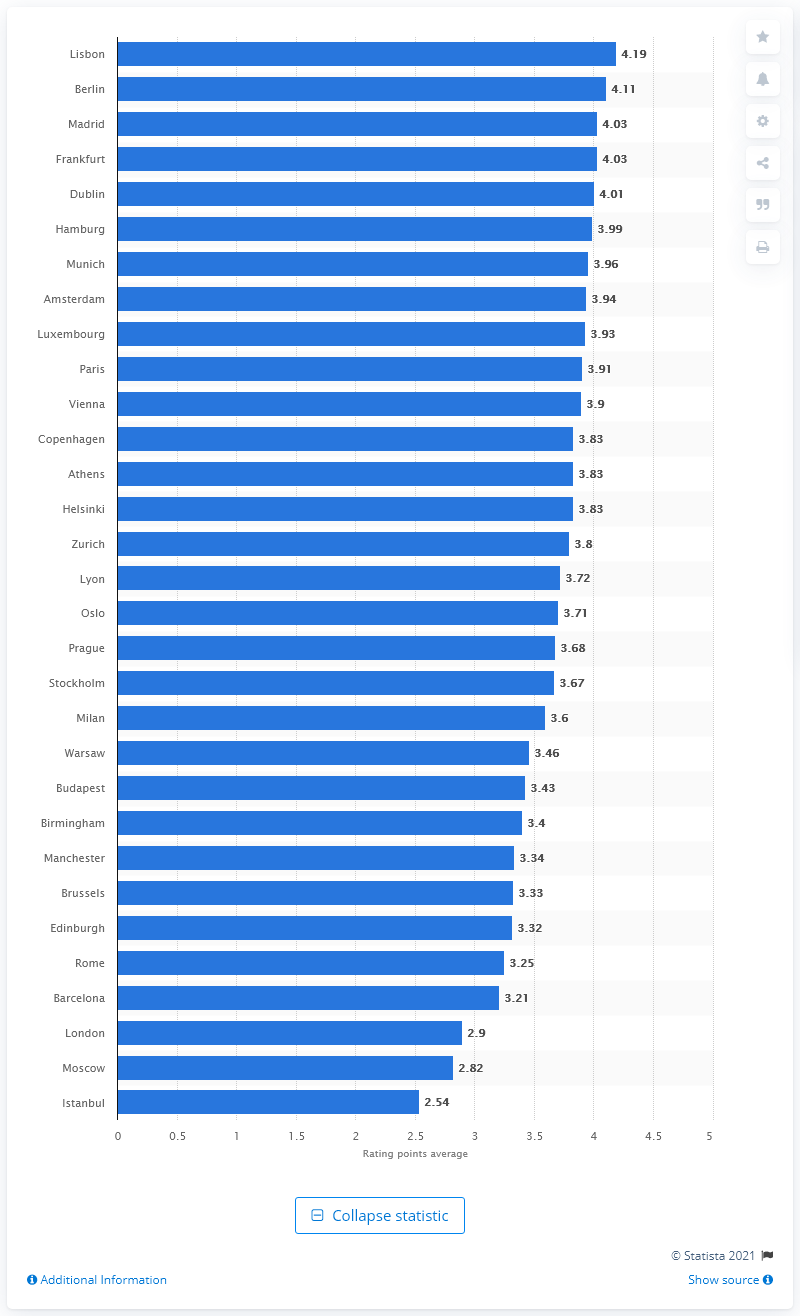 Lisbon 4.19
Berlin 4.11
Madrid 4.03
Frankfurt 4.03
Dublin 4.01
Hamburg 3.99
Munich 3.96
Amsterdam 3.94
Luxembourg 3.93
Paris 3.91
Vienna 3.9
Copenhagen 3.83
Athens 3.83
Helsinki 3.83
Zurich 3.8
Lyon 3.72
Oslo 3.71
Prague 3.68
Stockholm 3.67
Milan 3.6
Warsaw 3.46
Budapest 3.43
Birmingham 3.4
Manchester 3.34
Brussels 3.33
Edinburgh 3.32
Rome 3.25
Barcelona 3.21
London 2.9
Moscow 2.82
Istanbul 2.54
0 0.5 1 1.5 2 2.5 3 3.5 4 4.5 5
Rating points average
Collapse statistic
© Statista 2021
Additional Information Show source